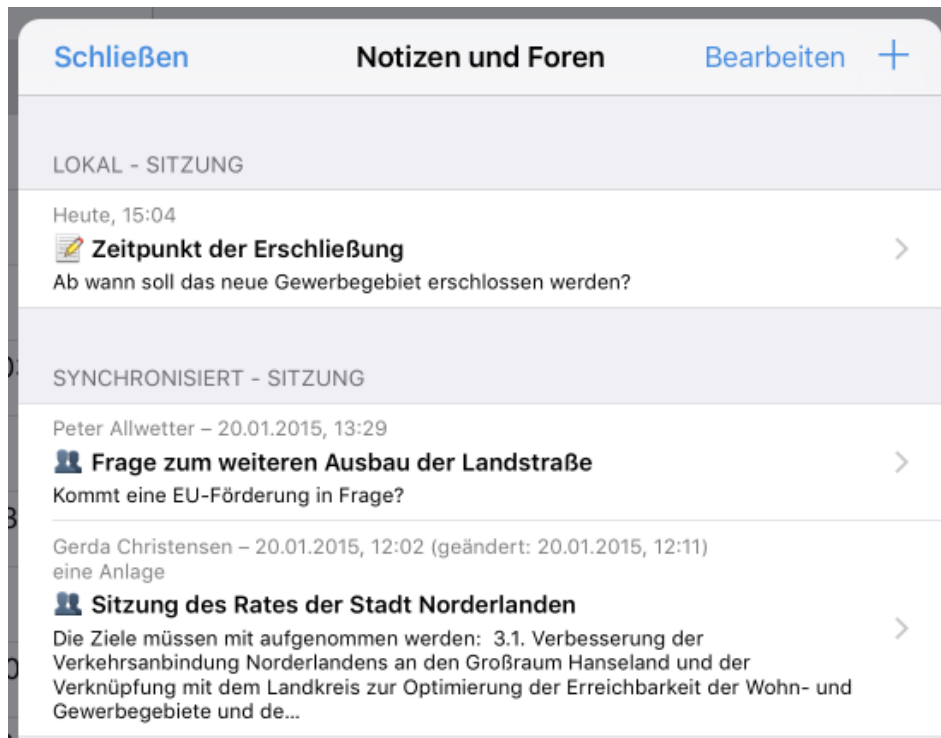 Schließen Notizen und Foren Bearbeiten +
LOKAL - SITZUNG
Heute, 15:04
Zeitpunkt der Erschließung
Ab wann soll das neue Gewerbegebiet erschlossen werden?
SYNCHRONISIERT - SITZUNG
Peter Allwetter – 20.01.2015, 13:29
Frage zum weiteren Ausbau der Landstraße
Kommt eine EU-Förderung in Frage?
Gerda Christensen – 20.01.2015, 12:02 (geändert: 20.01.2015, 12:11)
eine Anlage
Sitzung des Rates der Stadt Norderlanden
Die Ziele müssen mit aufgenommen werden: 3.1. Verbesserung der
Verkehrsanbindung Norderlandens an den Großraum Hanseland und der
Verknüpfung mit dem Landkreis zur Optimierung der Erreichbarkeit der Wohn- und
Gewerbegebiete und de...